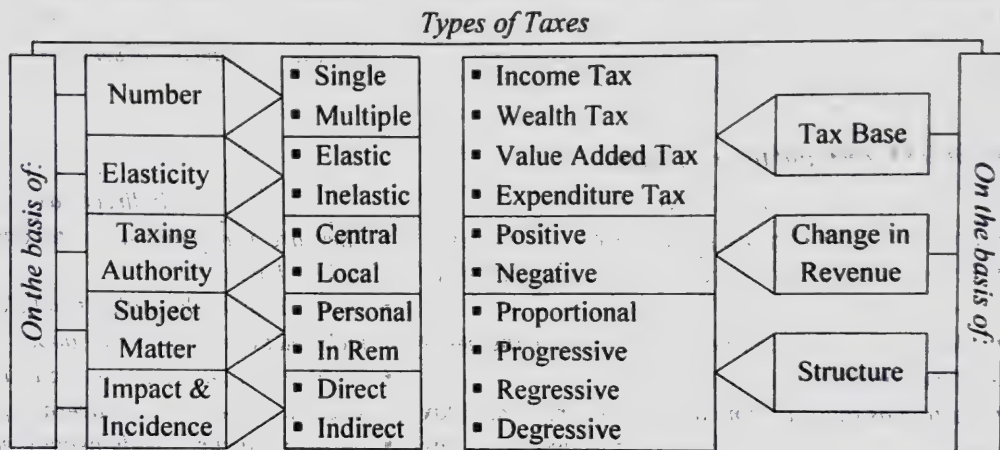 Types of Taxes
On the basis of:
Number
▪ Single
▪ Multiple
Elasticity
▪ Elastic
▪ Inelastic
Taxing
Authority
▪ Central
▪ Local
Subject
Matter
▪ Personal
▪ In Rem
Impact &
Incidence
▪ Direct
▪ Indirect
▪ Income Tax
▪ Wealth Tax
▪ Value Added Tax
▪ Expenditure Tax
Tax Base
▪ Positive
▪ Negative
Change in
Revenue
▪ Proportional
▪ Progressive
▪ Regressive
▪ Degressive
Structure
On the basis of: